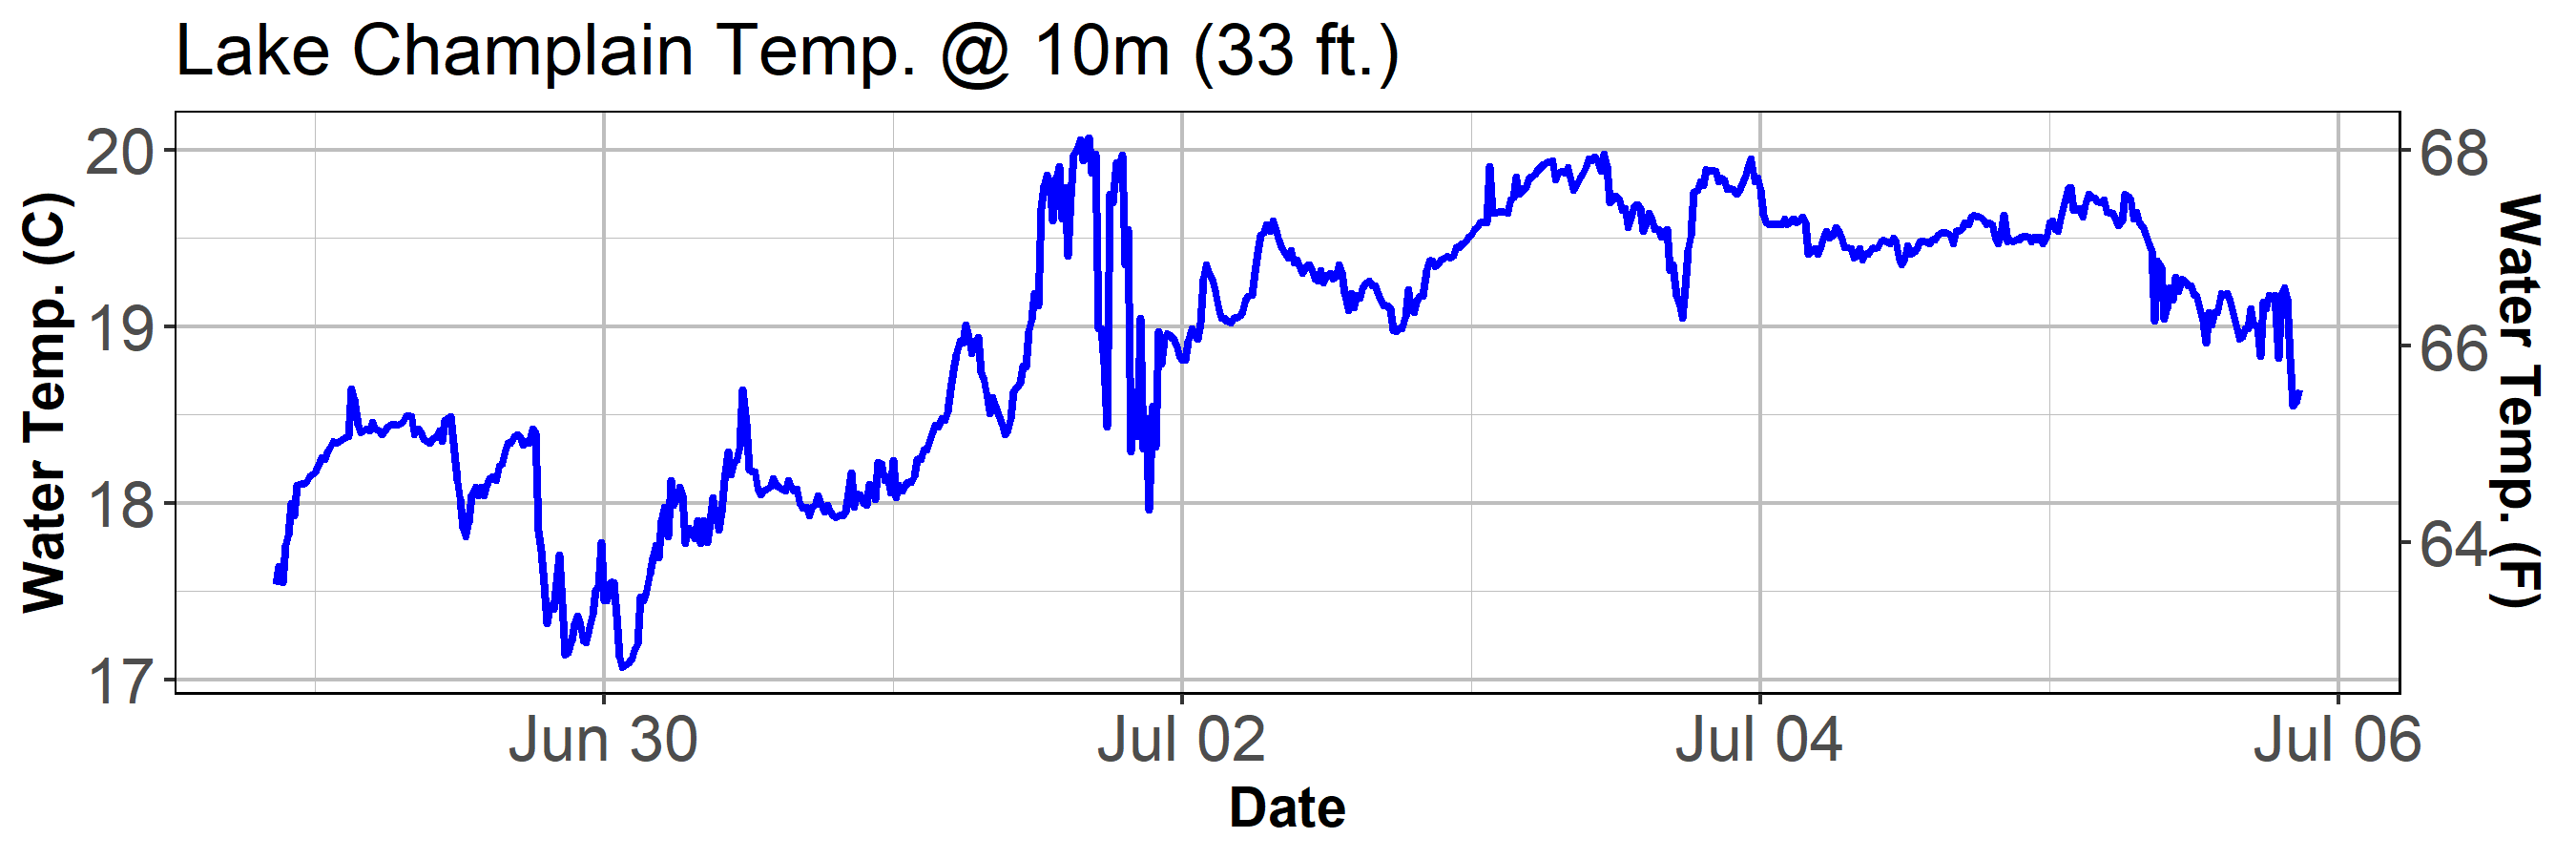 Lake Champlain Temp. @ 10m (33 ft.)
Water Temp. (C)
20
19
18
17
68
66
64
Water Temp. (F)
Jun 30
Jul 02
Jul 04
Jul 06
Date